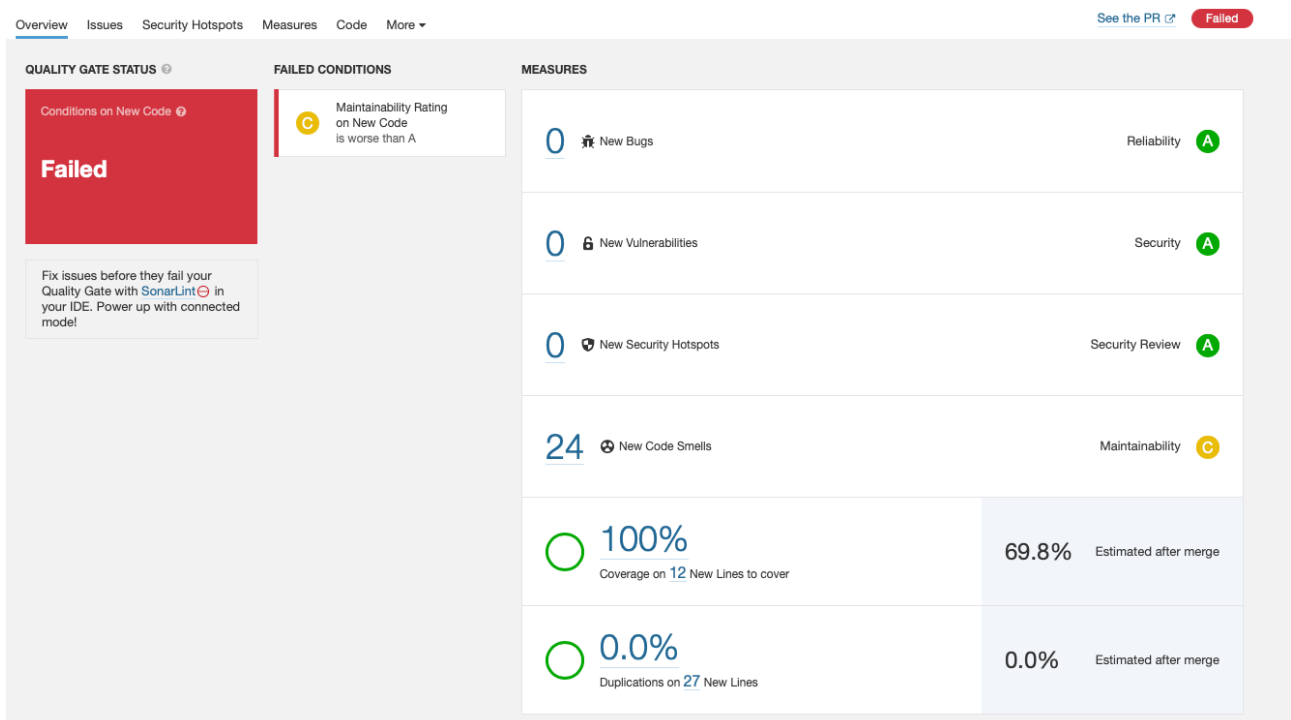 Overview Issues Security Hotspots Measures Code More
See the PR Failed
QUALITY GATE STATUS
Conditions on New Code
Failed
Fix issues before they fail your
Quality Gate with SonarLint in
your IDE. Power up with connected
mode!
FAILED CONDITIONS
C
Maintainability Rating
on New Code
is worse than A
MEASURES
0 New Bugs Reliability A
0 New Vulnerabilities Security A
0 New Security Hotspots Security Review A
24 New Code Smells Maintainability C
100%
Coverage on 12 New Lines to cover
69.8% Estimated after merge
0.0%
Duplications on 27 New Lines
0.0% Estimated after merge